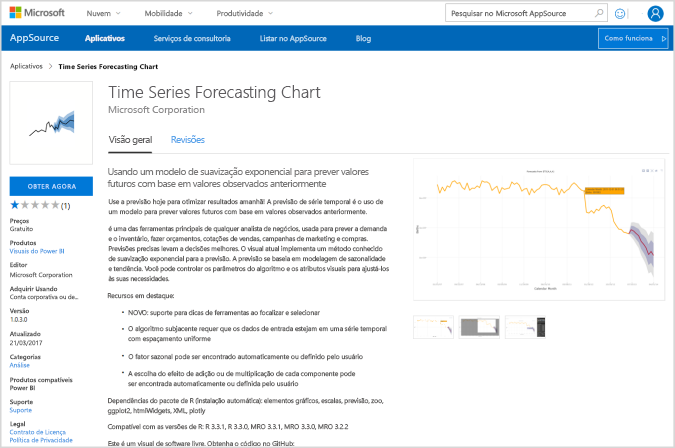 Microsoft
Nuvem
Mobilidade
Produtividade
Pesquisar no Microsoft AppSource
AppSource
Aplicativos
Serviços de consultoria
Listar no AppSource
Blog
Como funciona
Aplicativos > Time Series Forecasting Chart
Time Series Forecasting Chart
Microsoft Corporation
Visão geral
Revisões
OBTER AGORA
(1)
Preços
Gratuito
Produtos
Visuais do Power BI
Editor
Microsoft Corporation
Adquirir Usando
Conta corporativa ou de...
Versão
1.0.3.0
Atualizado
21/03/2017
Categorias
Análise
Produtos compatíveis
Power BI
Suporte
Suporte
Legal
Contrato de Licença
Política de Privacidade
Usando um modelo de suavização exponencial para prever valores
futuros com base em valores observados anteriormente
Use a previsão hoje para otimizar resultados amanhã! A previsão de série temporal é o uso de
um modelo para prever valores futuros com base em valores observados anteriormente.
é uma das ferramentas principais de qualquer analista de negócios, usada para prever a demanda
e o inventário, fazer orçamentos, cotações de vendas, campanhas de marketing e compras.
Previsões precisas levam a decisões melhores. O visual atual implementa um método conhecido
de suavização exponencial para a previsão. A previsão se baseia em modelagem de sazonalidade
e tendência. Você pode controlar os parâmetros do algoritmo e os atributos visuais para ajustá-los
às suas necessidades.
Recursos em destaque:
• NOVO: suporte para dicas de ferramentas ao focalizar e selecionar
• O algoritmo subjacente requer que os dados de entrada estejam em uma série temporal
com espaçamento uniforme
• O fator sazonal pode ser encontrado automaticamente ou definido pelo usuário
• A escolha do efeito de adição ou de multiplicação de cada componente pode
ser encontrada automaticamente ou definida pelo usuário
Dependências do pacote de R (instalação automática): elementos gráficos, escalas, previsão, zoo,
ggplot2, htmlWidgets, XML, plotly
Compatível com as versões de R: R 3.3.1, R 3.3.0, MRO 3.3.1, MRO 3.3.0, MRO 3.2.2
Este é um visual de software livre. Obtenha o código no GitHub:
Calendar Month